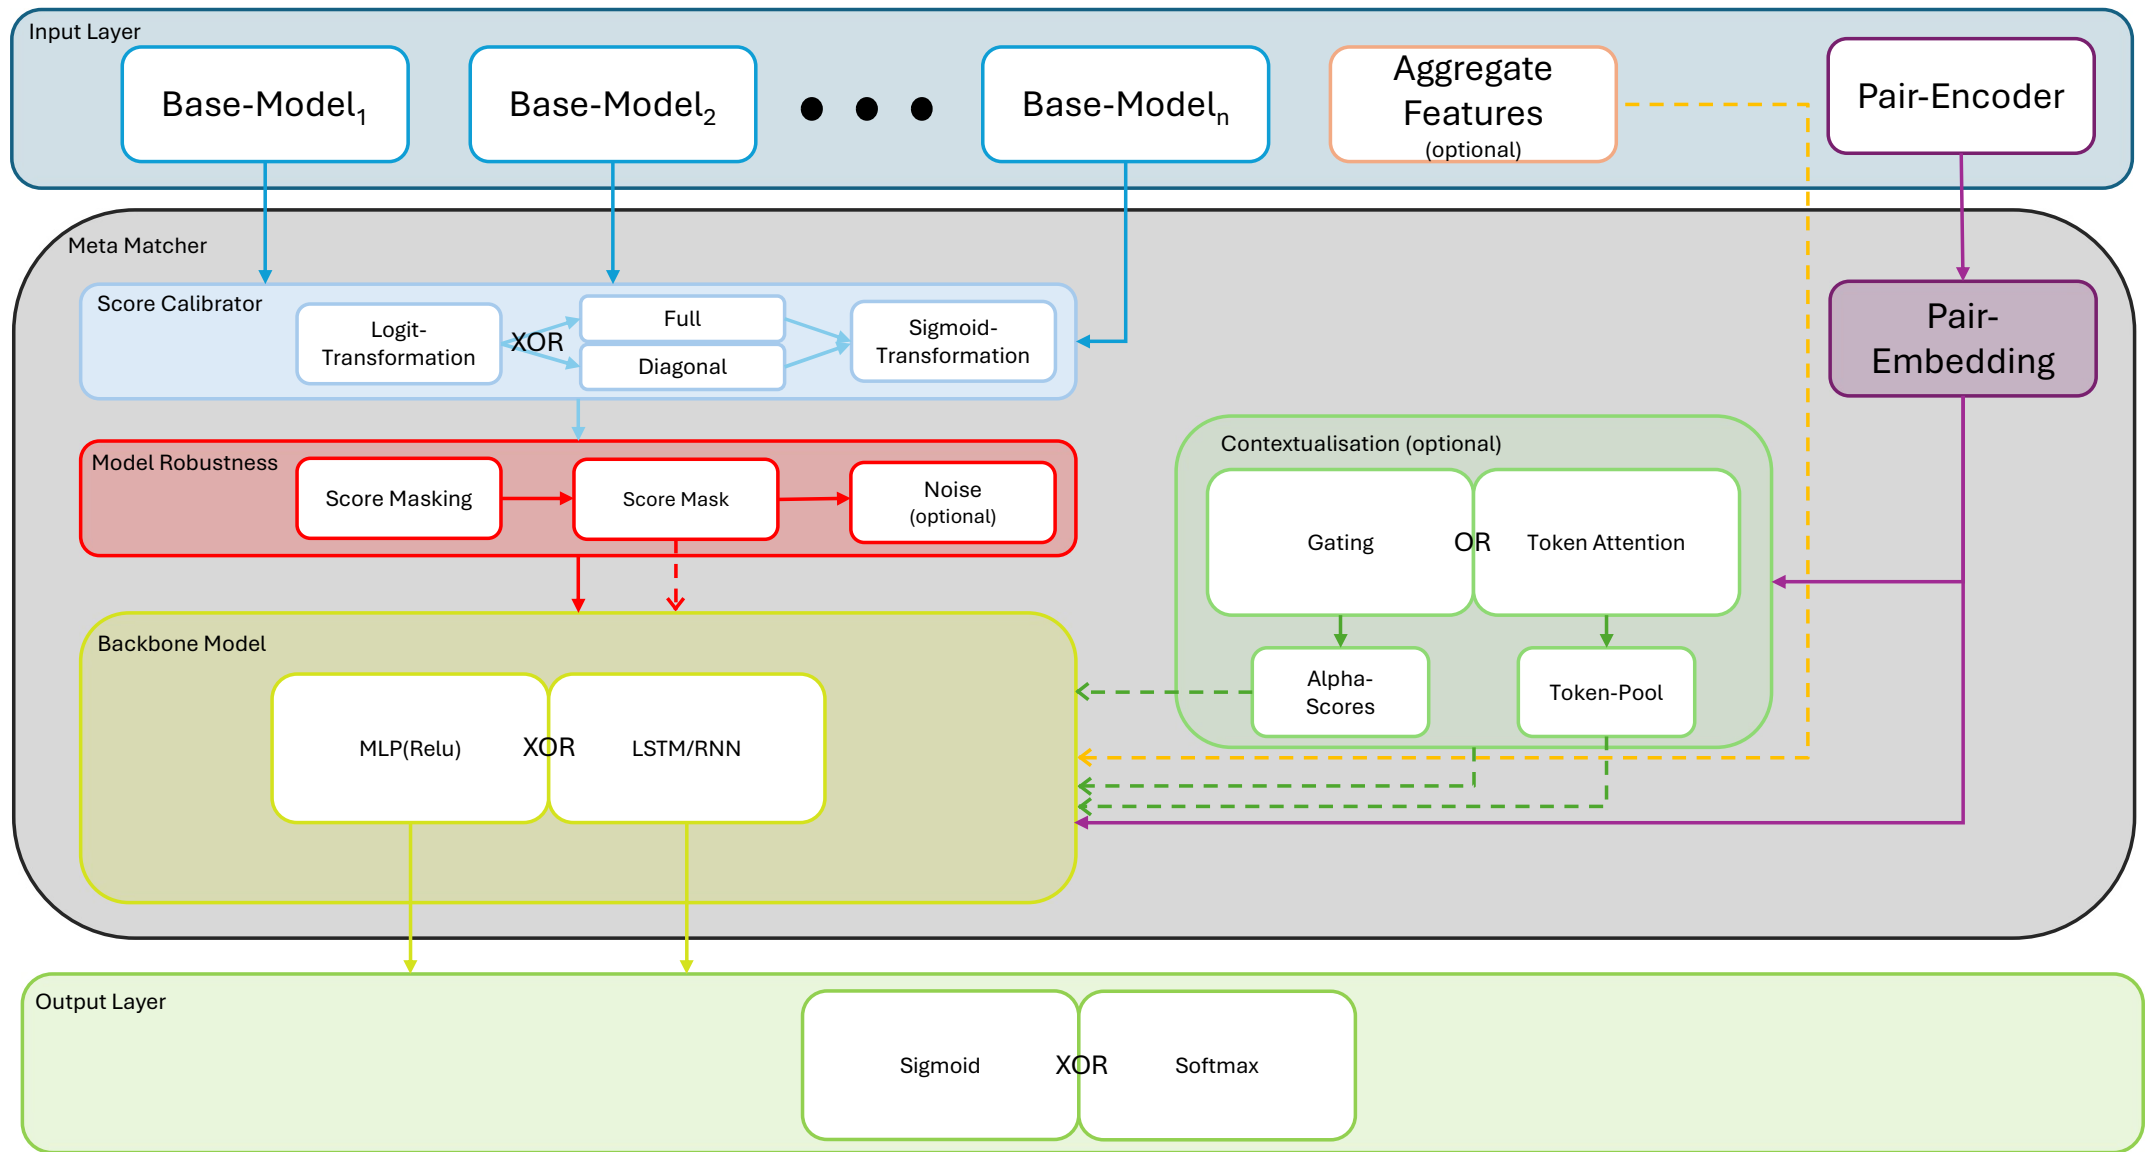 Input Layer
Base-Model1
Base-Model2
Base-Modeln
Aggregate
Features
(optional)
Pair-Encoder
Meta Matcher
Score Calibrator
Logit-
Transformation
XOR
Full
Diagonal
Sigmoid-
Transformation
Pair-
Embedding
Model Robustness
Score Masking
Score Mask
Noise
(optional)
Contextualisation (optional)
Gating
OR
Token Attention
Alpha-
Scores
Token-Pool
Backbone Model
MLP(Relu)
XOR
LSTM/RNN
Output Layer
Sigmoid
XOR
Softmax